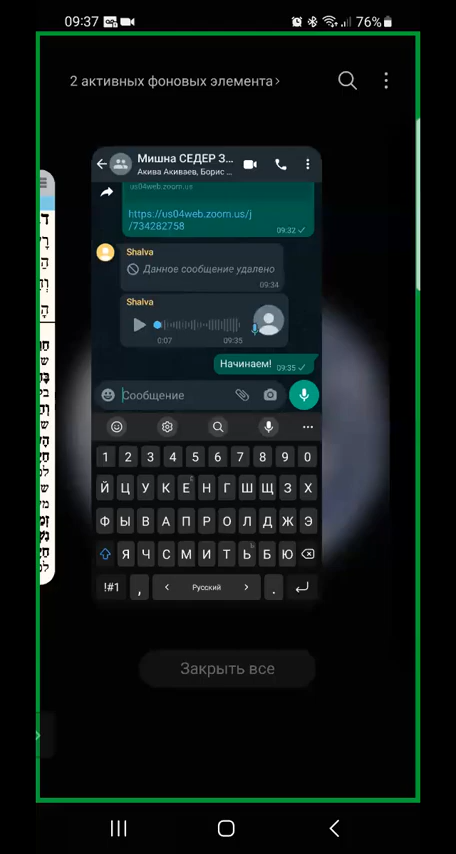 09:37
76%
2 активных фоновых элемента
Мишна СЕДЕР З...
Акива Акиваев, Борис ...
us04web.zoom.us
https://us04web.zoom.us/j
/734282758
09:32
Shalva
Данное сообщение удалено
09:34
Shalva
0:07
09:35
Начинаем!
09:35
Сообщение
1 2 3 4 5 6 7 8 9 0
Й Ц У К Е Н Г Ш Щ З Х
Ф Ы В А П Р О Л Д Ж Э
Я Ч С М И Т Ь Б Ю
!#1 , < Русский > .
Закрыть все